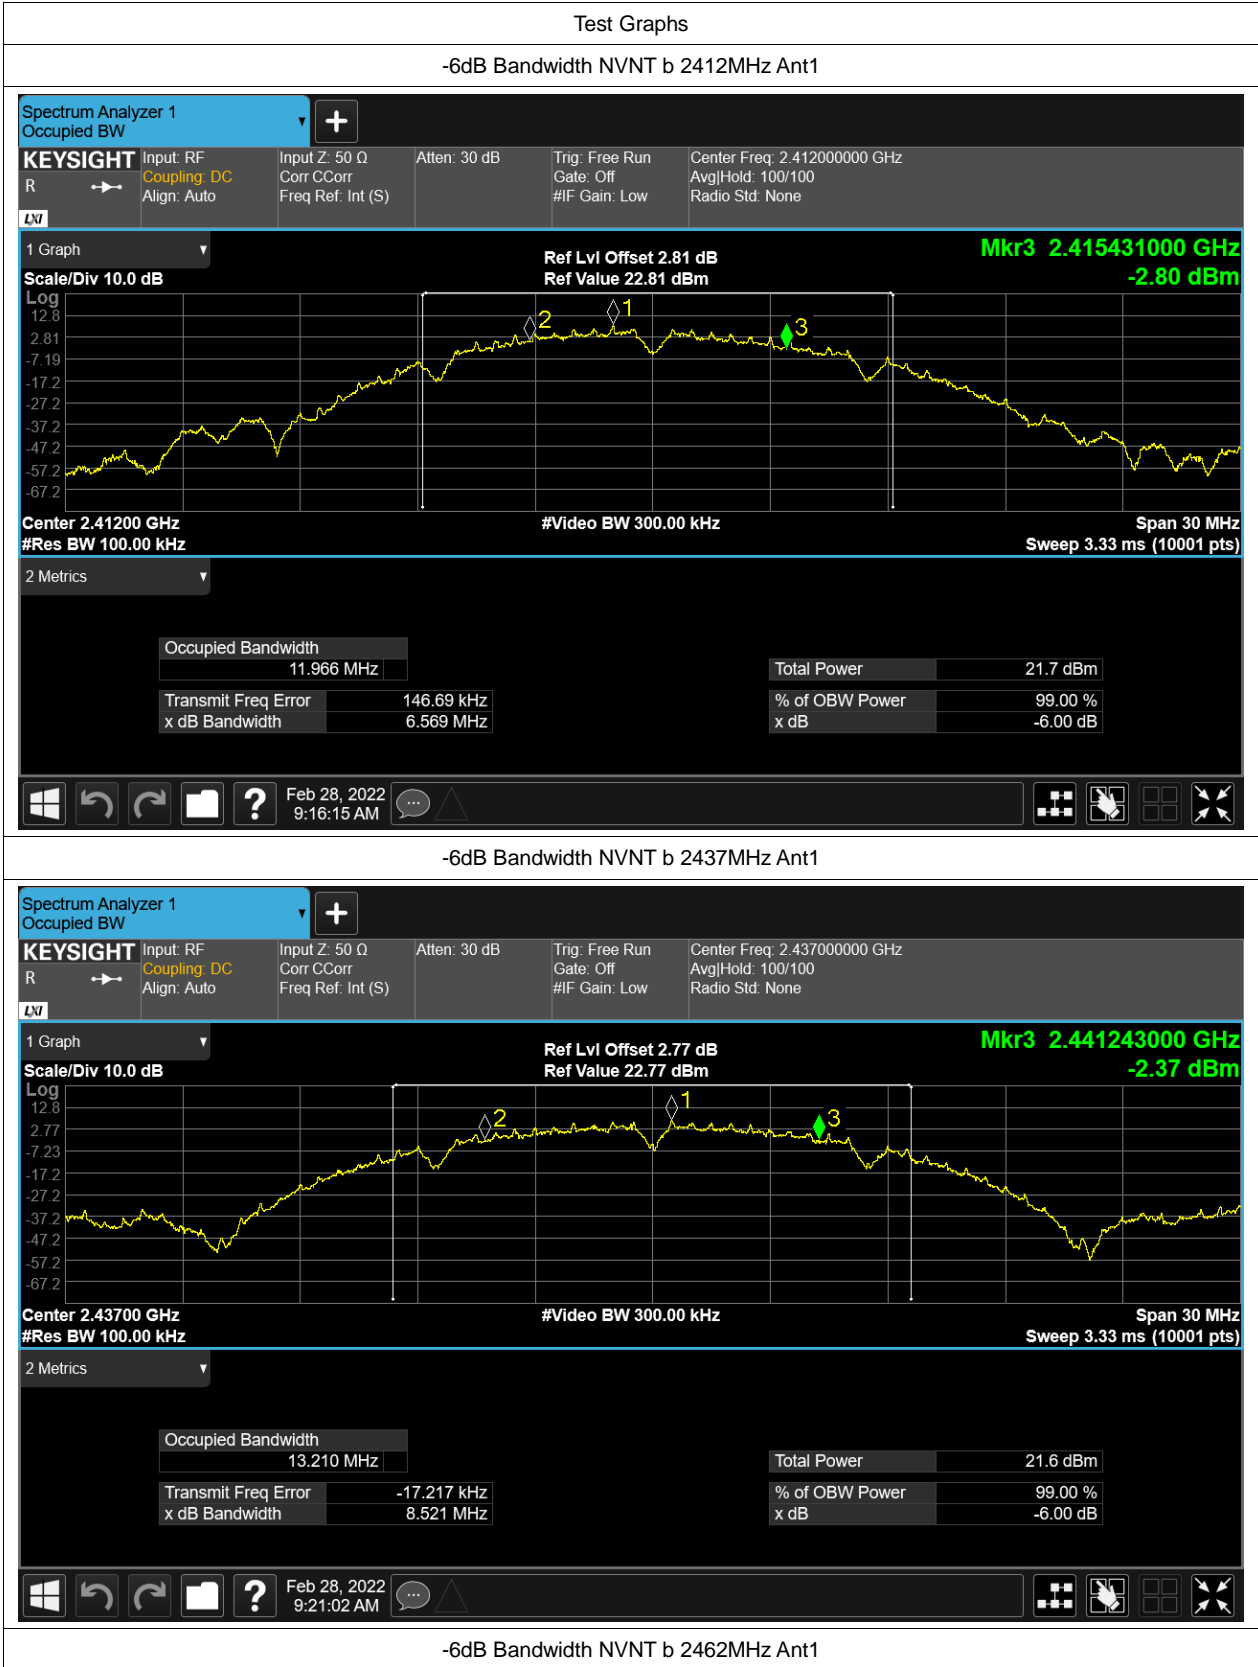 Test Graphs
-6dB Bandwidth NVNT b 2412MHz Ant1
Spectrum Analyzer 1
Occupied BW
KEYSIGHT Input: RF Input Z: 50 Ω Atten: 30 dB Trig: Free Run Center Freq: 2.412000000 GHz
R Coupling: DC Corr CCorr Gate: Off Avg|Hold: 100/100
Align: Auto Freq Ref: Int (S) #IF Gain: Low Radio Std: None
LXI
1 Graph Ref Lvl Offset 2.81 dB Mkr3 2.415431000 GHz
Scale/Div 10.0 dB Ref Value 22.81 dBm -2.80 dBm
Log
12.8
2.81
-7.19
-17.2
-27.2
-37.2
-47.2
-57.2
-67.2
2 1 3
Center 2.41200 GHz #Video BW 300.00 kHz Span 30 MHz
#Res BW 100.00 kHz Sweep 3.33 ms (10001 pts)
2 Metrics
Occupied Bandwidth
11.966 MHz Total Power 21.7 dBm
Transmit Freq Error 146.69 kHz % of OBW Power 99.00 %
x dB Bandwidth 6.569 MHz x dB -6.00 dB
? Feb 28, 2022
9:16:15 AM
-6dB Bandwidth NVNT b 2437MHz Ant1
Spectrum Analyzer 1
Occupied BW
KEYSIGHT Input: RF Input Z: 50 Ω Atten: 30 dB Trig: Free Run Center Freq: 2.437000000 GHz
R Coupling: DC Corr CCorr Gate: Off Avg|Hold: 100/100
Align: Auto Freq Ref: Int (S) #IF Gain: Low Radio Std: None
LXI
1 Graph Ref Lvl Offset 2.77 dB Mkr3 2.441243000 GHz
Scale/Div 10.0 dB Ref Value 22.77 dBm -2.37 dBm
Log
12.8
2.77
-7.23
-17.2
-27.2
-37.2
-47.2
-57.2
-67.2
2 1 3
Center 2.43700 GHz #Video BW 300.00 kHz Span 30 MHz
#Res BW 100.00 kHz Sweep 3.33 ms (10001 pts)
2 Metrics
Occupied Bandwidth
13.210 MHz Total Power 21.6 dBm
Transmit Freq Error -17.217 kHz % of OBW Power 99.00 %
x dB Bandwidth 8.521 MHz x dB -6.00 dB
? Feb 28, 2022
9:21:02 AM
-6dB Bandwidth NVNT b 2462MHz Ant1